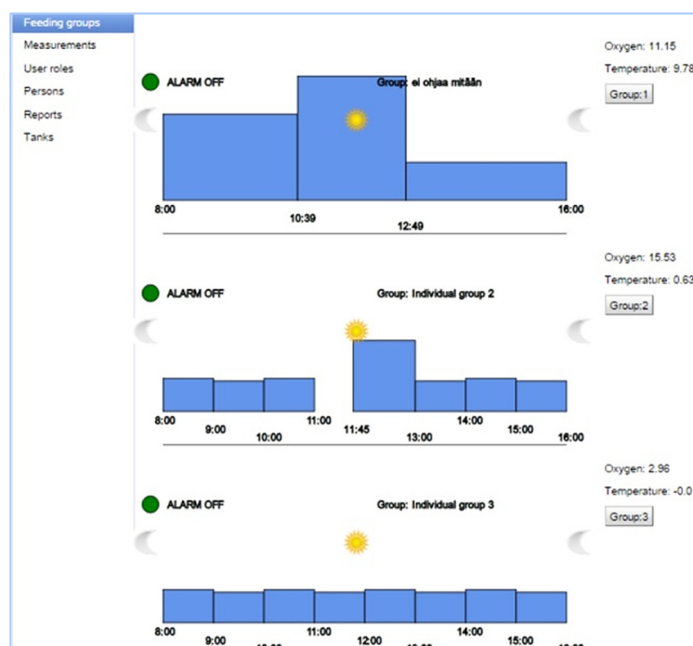 Feeding groups
Measurements
User roles
Persons
Reports
Tanks
ALARM OFF
Group: ei ohjaa mitään
Oxygen: 11.15
Temperature: 9.78
Group:1
8:00 16:00
10:39
12:49
ALARM OFF
Group: Individual group 2
Oxygen: 15.53
Temperature: 0.63
Group:2
8:00 11:00 14:00
9:00 11:45 15:00
10:00 13:00 16:00
ALARM OFF
Group: Individual group 3
Oxygen: 2.96
Temperature: -0.0
Group:3
8:00 11:00 14:00
9:00 12:00 15:00